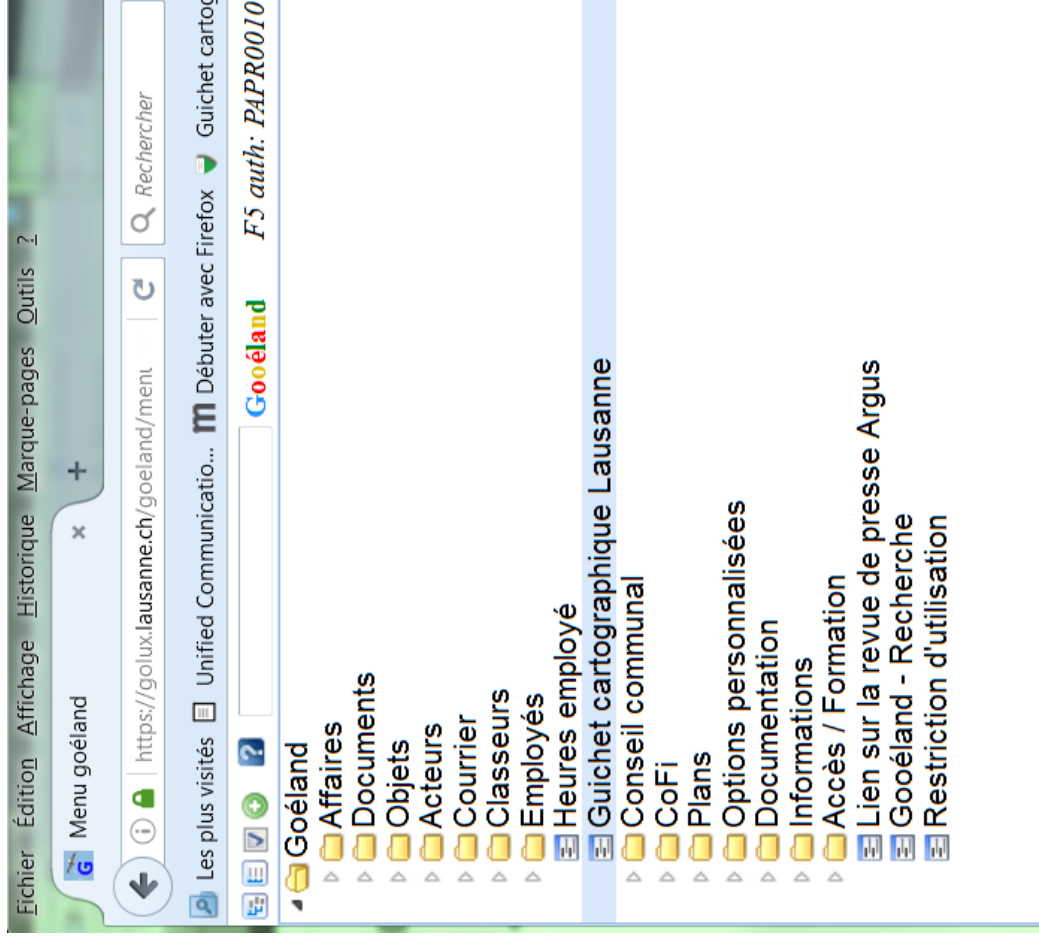 Fichier Édition Affichage Historique Marque-pages Outils ?
Menu goéland
https://golux.lausanne.ch/goeland/menu
Rechercher
Les plus visités Unified Communicatio... Débuter avec Firefox Guichet cartog
Gooéland F5 auth: PAPR0010
Goéland
Affaires
Documents
Objets
Acteurs
Courrier
Classeurs
Employés
Heures employé
Guichet cartographique Lausanne
Conseil communal
CoFi
Plans
Options personnalisées
Documentation
Informations
Accès / Formation
Lien sur la revue de presse Argus
Gooéland - Recherche
Restriction d'utilisation